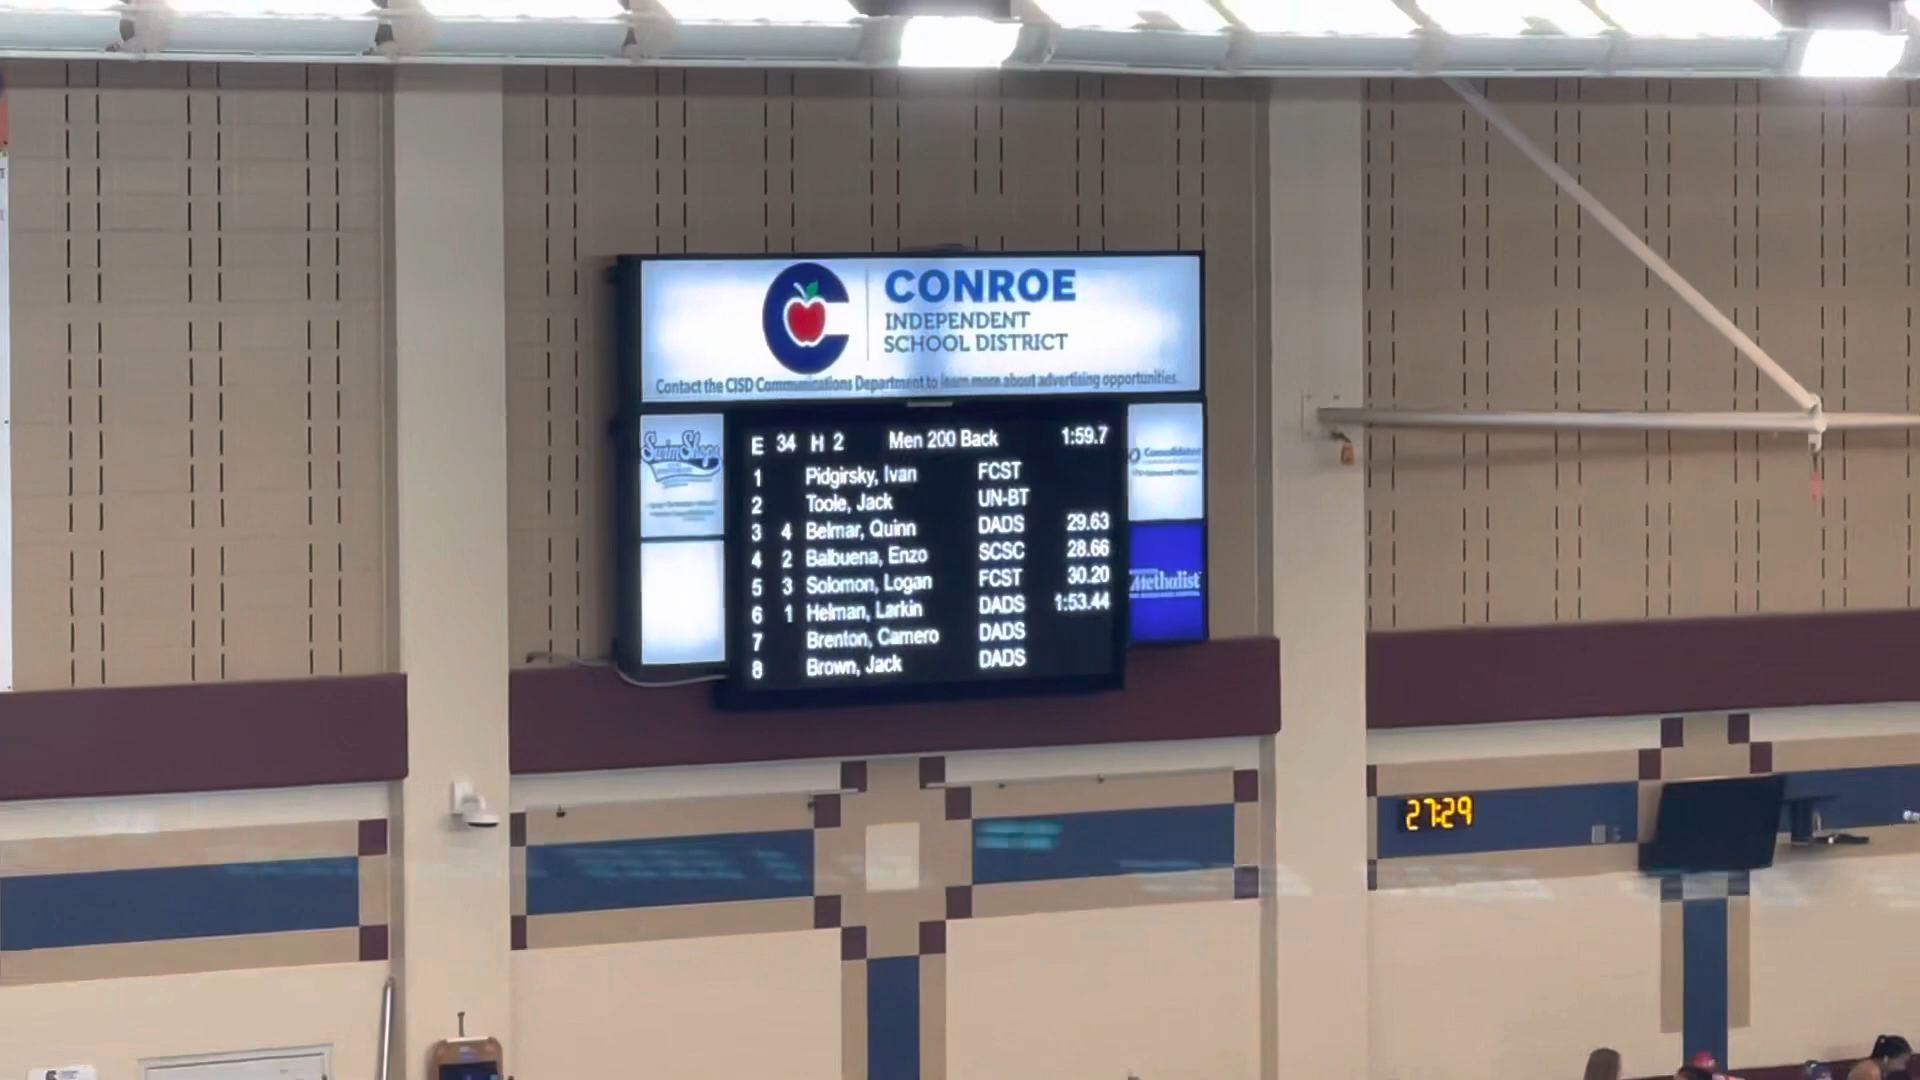 CONROE
INDEPENDENT
SCHOOL DISTRICT
Contact the CISD Communications Department to learn more about advertising opportunities.
SwimShops
Consolidated
Methodist
E 34 H 2 Men 200 Back 1:59.7
1 Pidgirsky, Ivan FCST
2 Toole, Jack UN-BT
3 4 Belmar, Quinn DADS 29.63
4 2 Balbuena, Enzo SCSC 28.66
5 3 Solomon, Logan FCST 30.20
6 1 Helman, Larkin DADS 1:53.44
7 Brenton, Camero DADS
8 Brown, Jack DADS
27:29